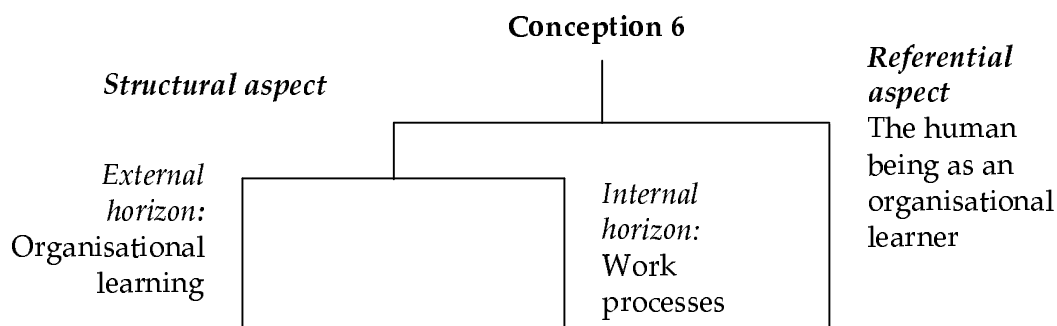 Conception 6
Structural aspect
Referential
aspect
The human
being as an
organisational
learner
External
horizon:
Organisational
learning
Internal
horizon:
Work
processes